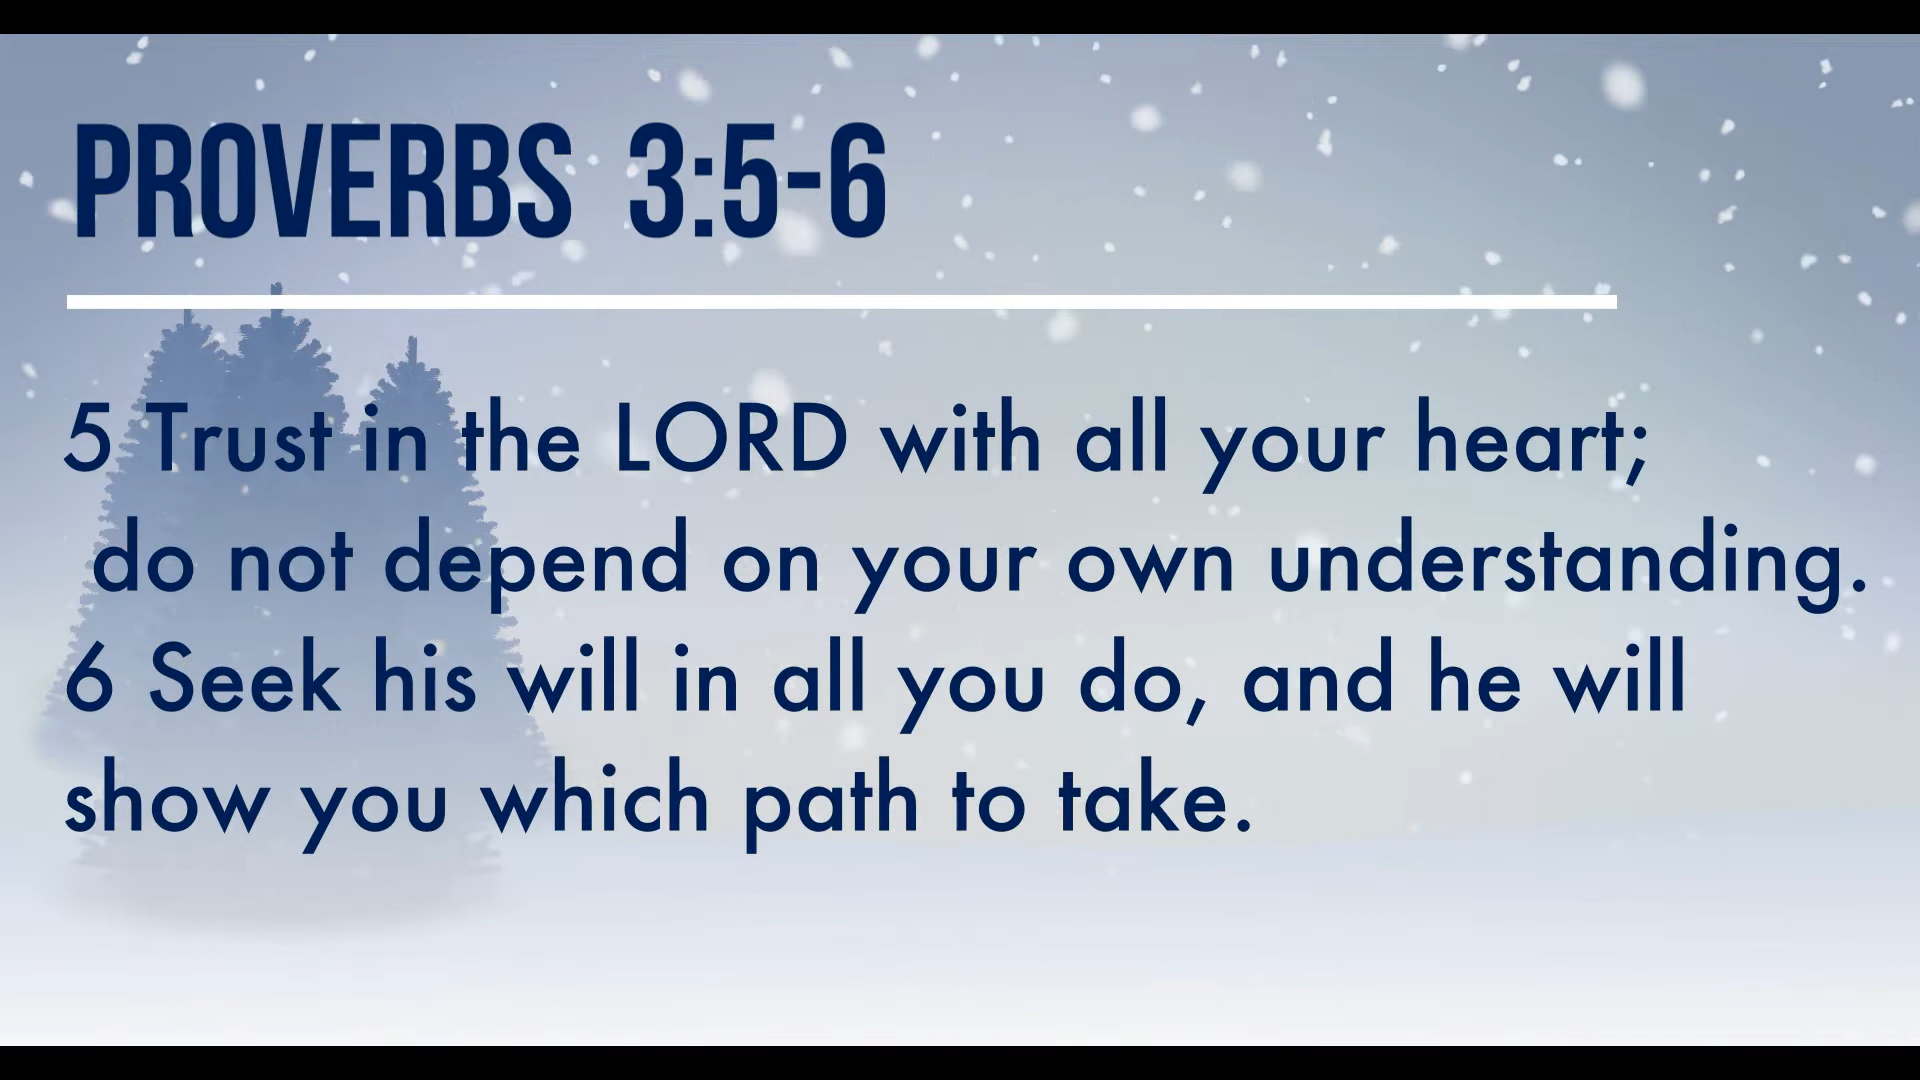 PROVERBS 3:5-6
5 Trust in the LORD with all your heart;
do not depend on your own understanding.
6 Seek his will in all you do, and he will
show you which path to take.